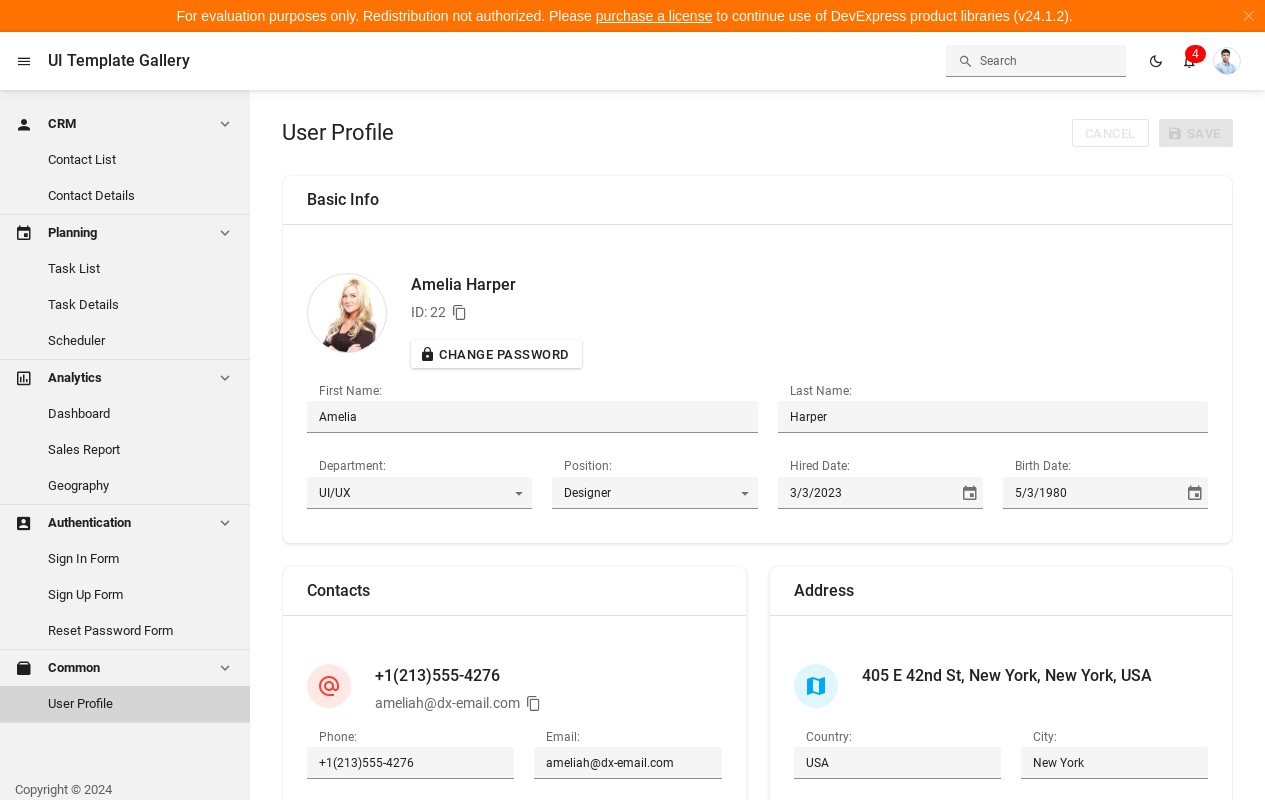 For evaluation purposes only. Redistribution not authorized. Please purchase a license to continue use of DevExpress product libraries (v24.1.2).
UI Template Gallery
Search
4
CRM
Contact List
Contact Details
Planning
Task List
Task Details
Scheduler
Analytics
Dashboard
Sales Report
Geography
Authentication
Sign In Form
Sign Up Form
Reset Password Form
Common
User Profile
Copyright © 2024
User Profile
CANCEL
SAVE
Basic Info
Amelia Harper
ID: 22
CHANGE PASSWORD
First Name:
Amelia
Last Name:
Harper
Department:
UI/UX
Position:
Designer
Hired Date:
3/3/2023
Birth Date:
5/3/1980
Contacts
+1(213)555-4276
ameliah@dx-email.com
Phone:
+1(213)555-4276
Email:
ameliah@dx-email.com
Address
405 E 42nd St, New York, New York, USA
Country:
USA
City:
New York